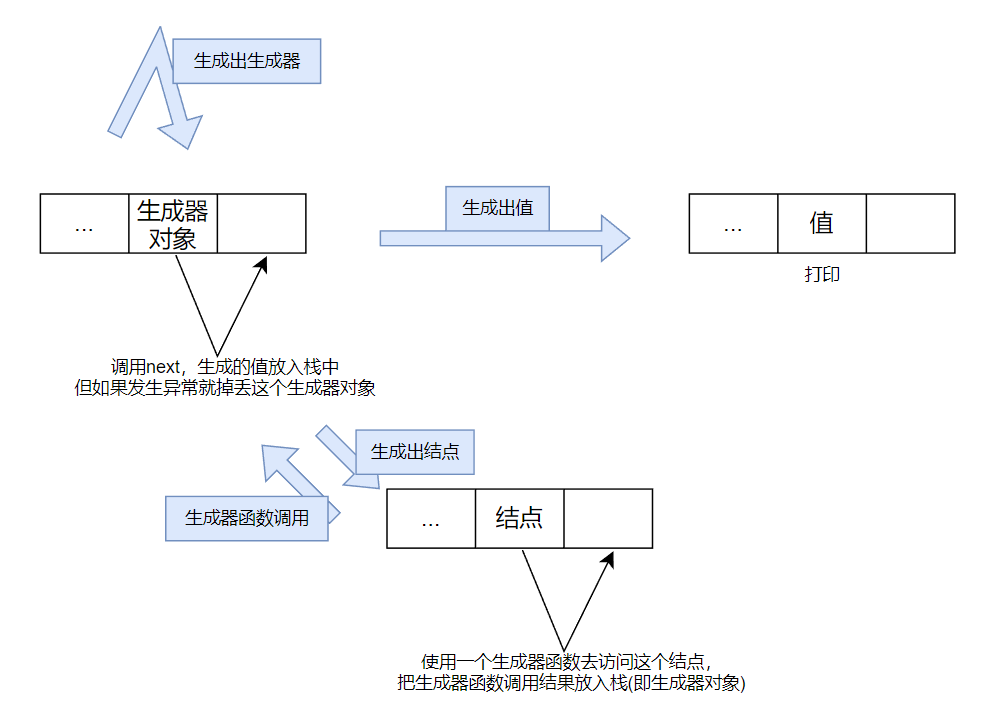 生成出生成器
...
生成器
对象
生成出值
...
值
打印
调用next，生成的值放入栈中
但如果发生异常就掉丢这个生成器对象
生成出结点
生成器函数调用
...
结点
使用一个生成器函数去访问这个结点，
把生成器函数调用结果放入栈(即生成器对象)